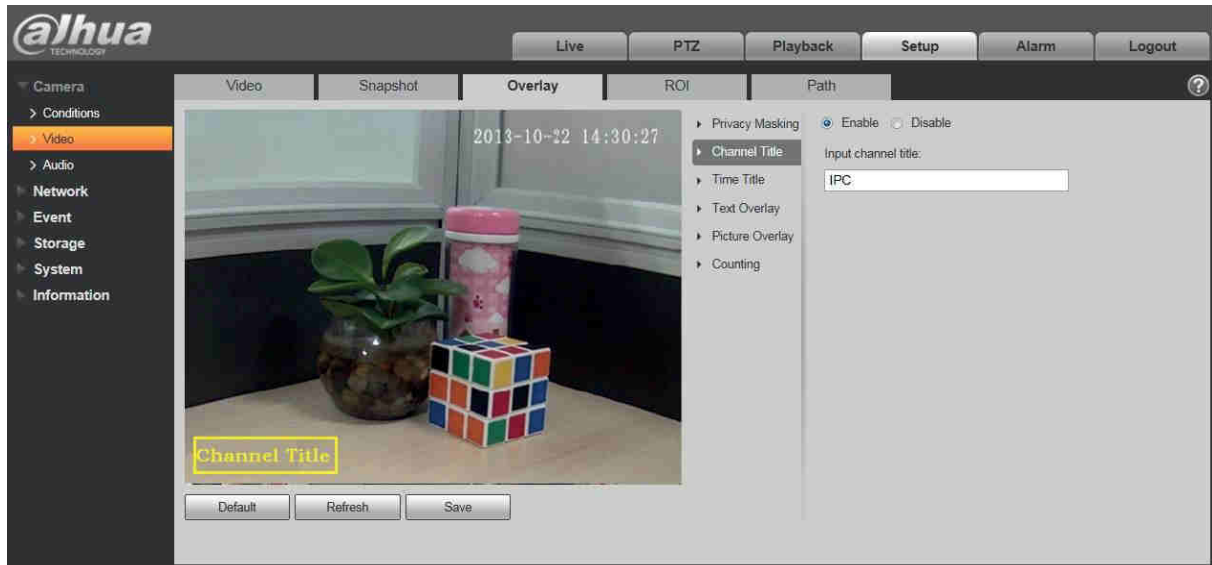 alhua
TECHNOLOGY
Live
PTZ
Playback
Setup
Alarm
Logout
Camera
Conditions
Video
Audio
Network
Event
Storage
System
Information
Video
Snapshot
Overlay
ROI
Path
?
2013-10-22 14:30:27
Channel Title
Privacy Masking
Channel Title
Time Title
Text Overlay
Picture Overlay
Counting
Enable
Disable
Input channel title:
IPC
Default
Refresh
Save